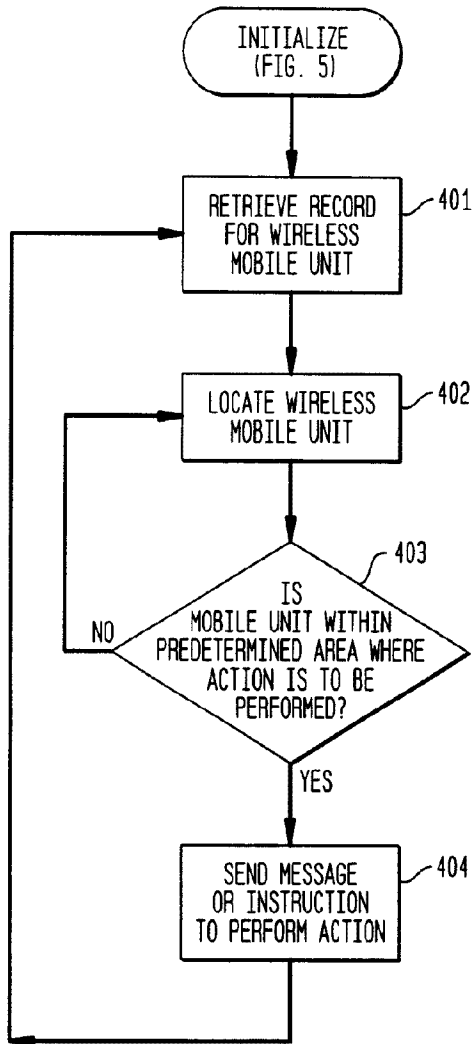 INITIALIZE
(FIG. 5)
RETRIEVE RECORD
FOR WIRELESS
MOBILE UNIT
401
LOCATE WIRELESS
MOBILE UNIT
402
403
IS
MOBILE UNIT WITHIN
PREDETERMINED AREA WHERE
ACTION IS TO BE
PERFORMED?
NO
YES
SEND MESSAGE
OR INSTRUCTION
TO PERFORM ACTION
404